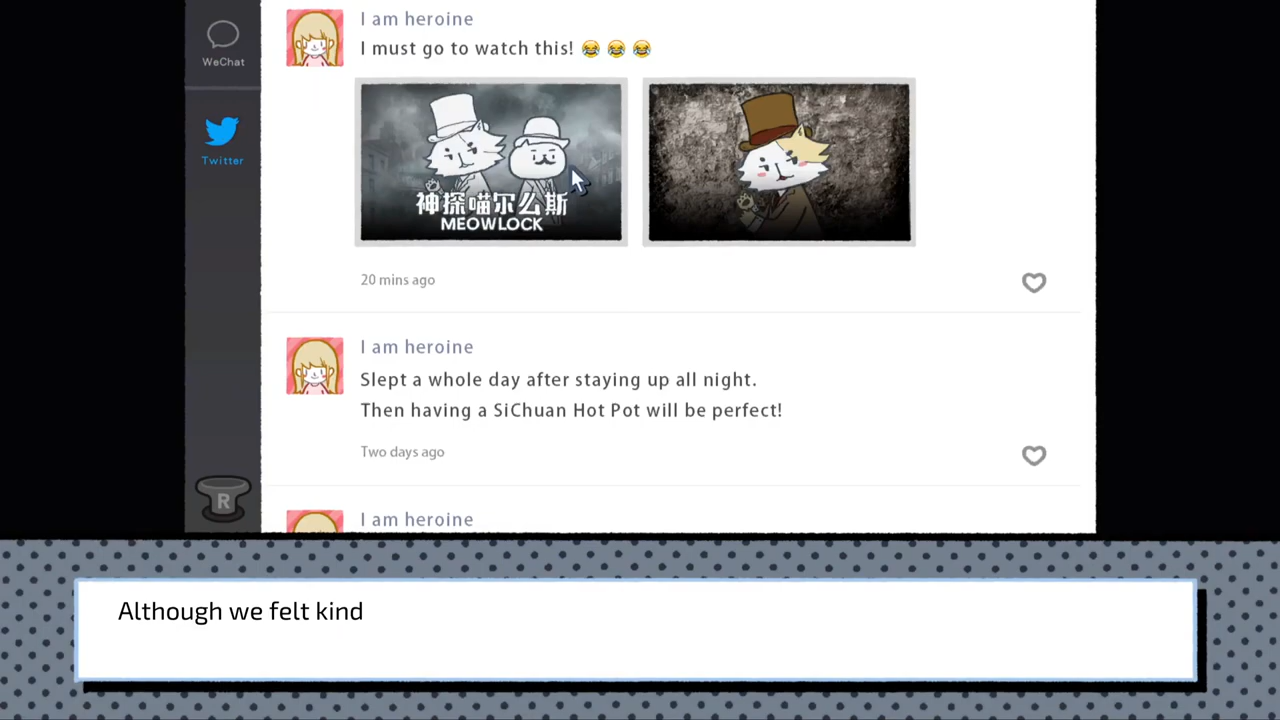 WeChat
Twitter
R
I am heroine
I must go to watch this! 😂 😂 😂
神探喵尔么斯
MEOWLOCK
20 mins ago
I am heroine
Slept a whole day after staying up all night.
Then having a SiChuan Hot Pot will be perfect!
Two days ago
I am heroine
Although we felt kind